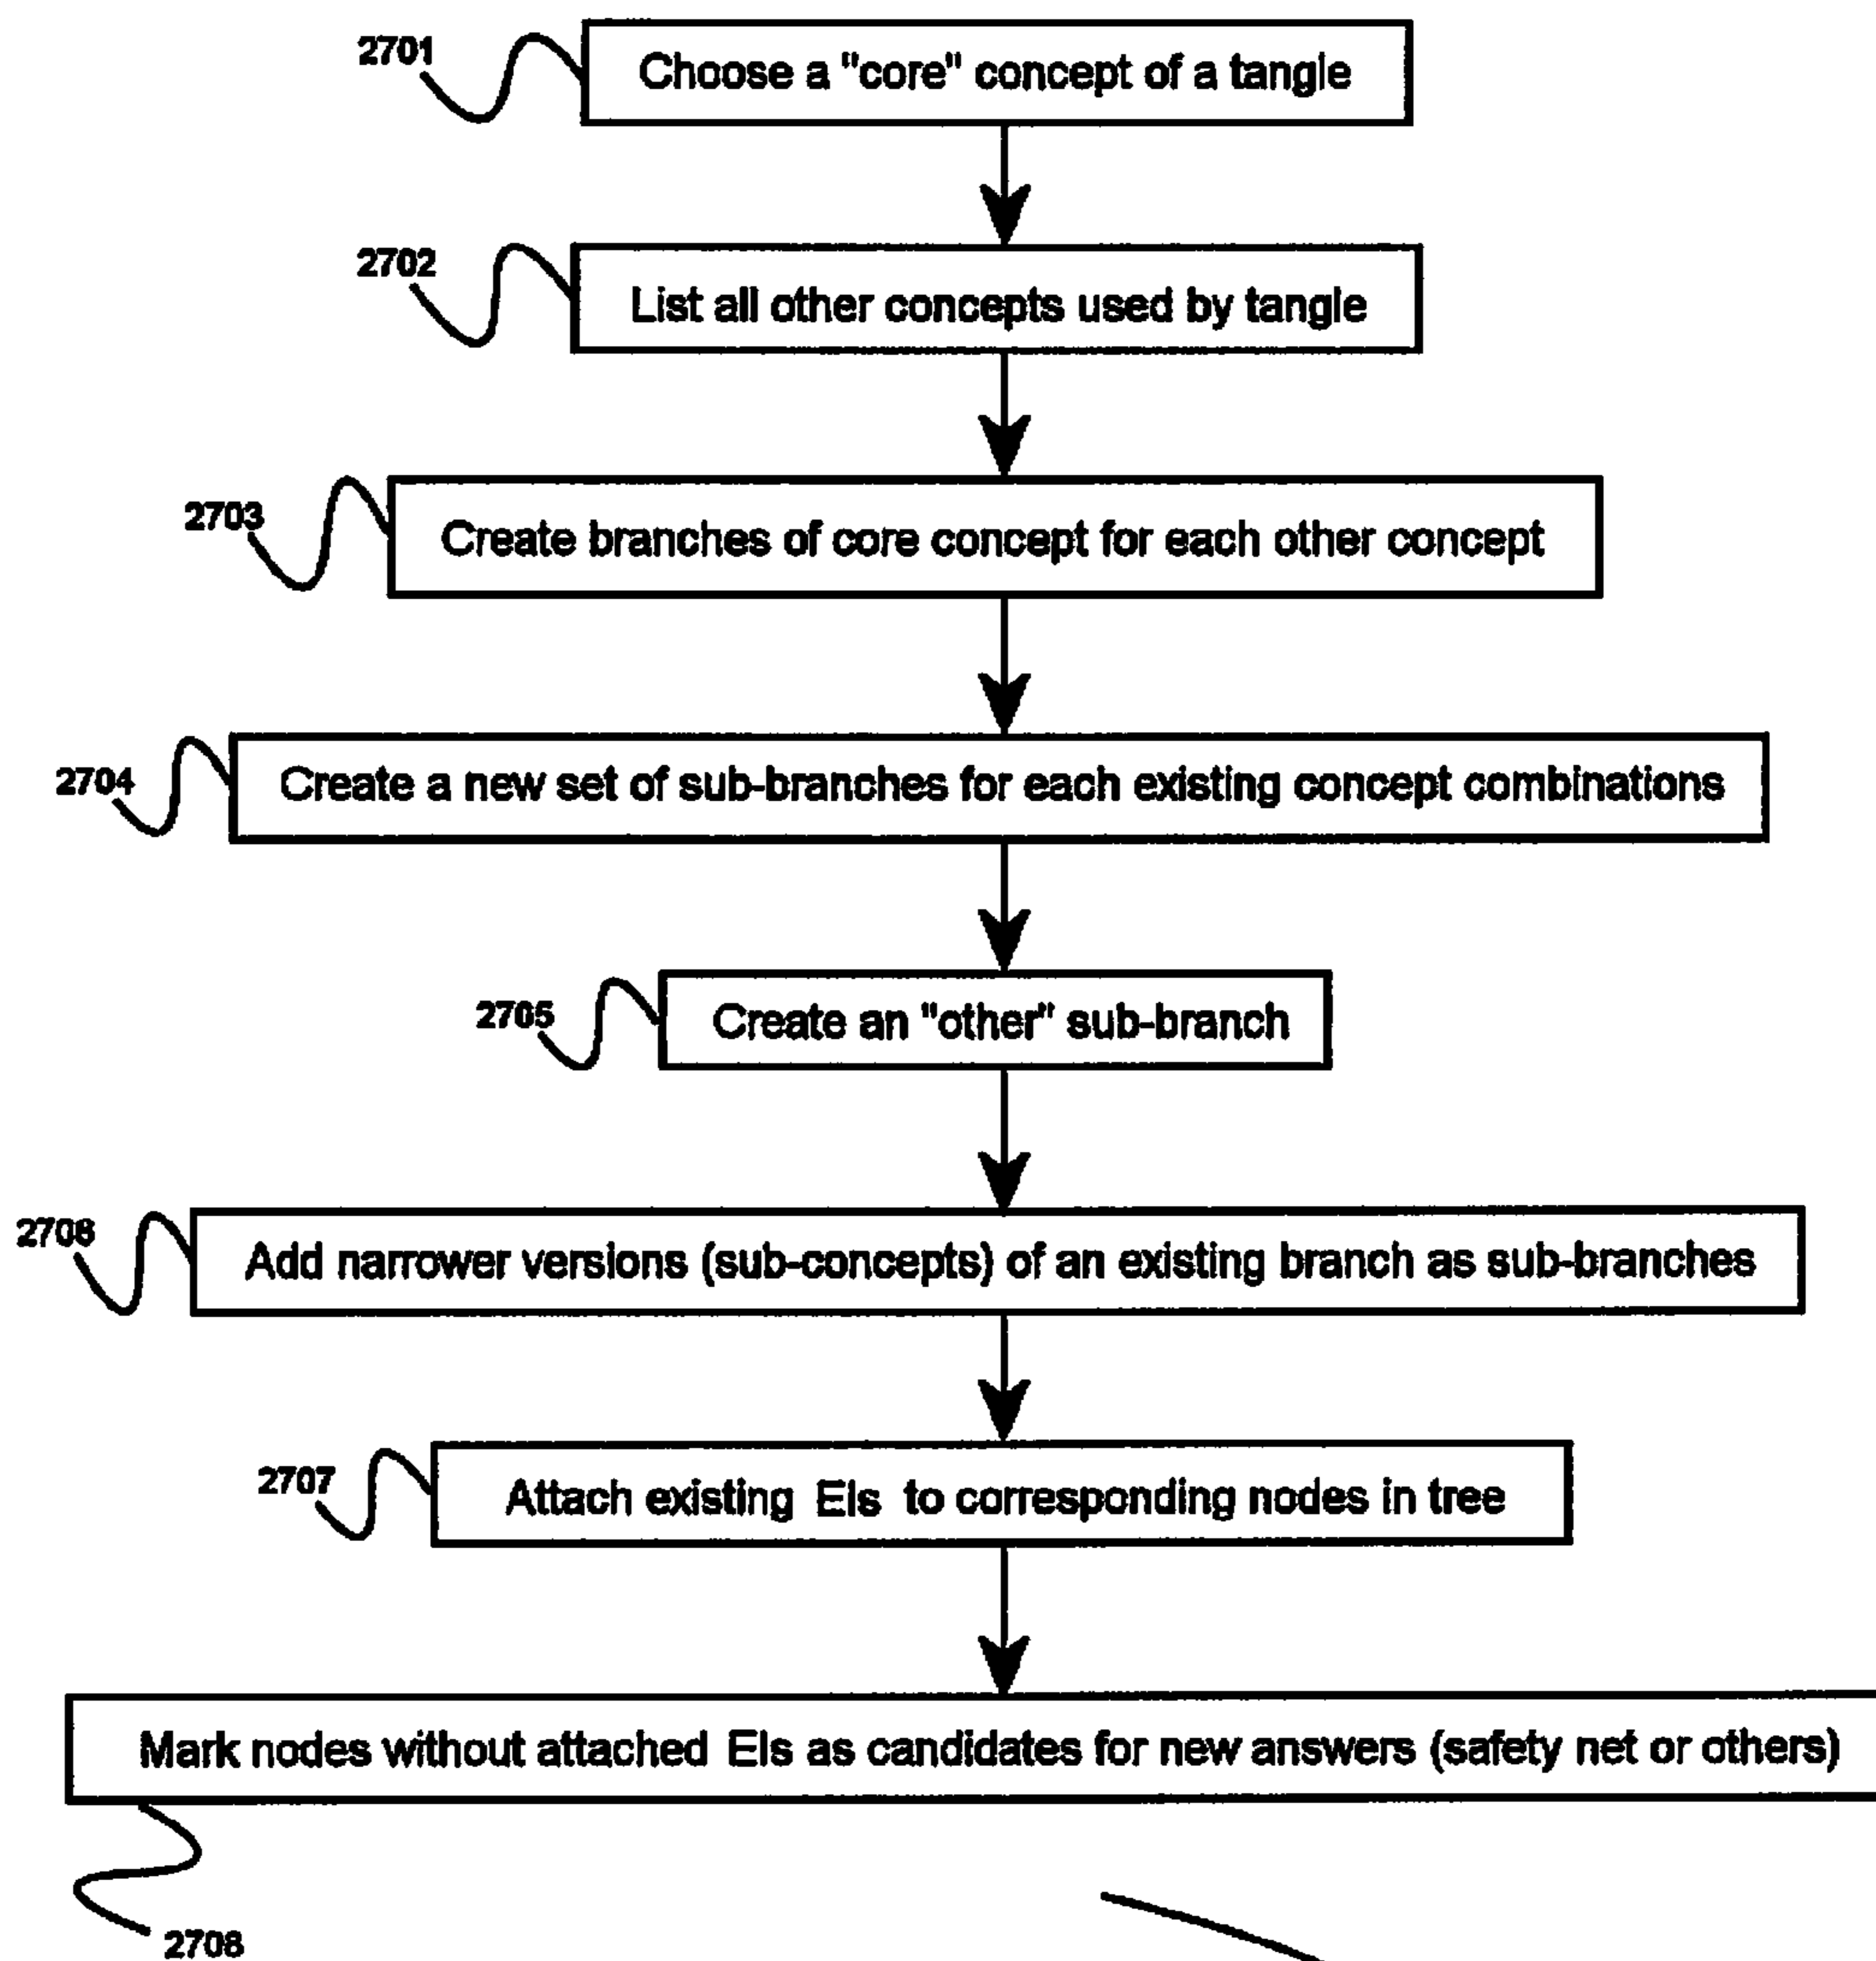 2701
Choose a "core" concept of a tangle
2702
List all other concepts used by tangle
2703
Create branches of core concept for each other concept
2704
Create a new set of sub-branches for each existing concept combinations
2705
Create an "other" sub-branch
2706
Add narrower versions (sub-concepts) of an existing branch as sub-branches
2707
Attach existing EIs to corresponding nodes in tree
Mark nodes without attached EIs as candidates for new answers (safety net or others)
2708